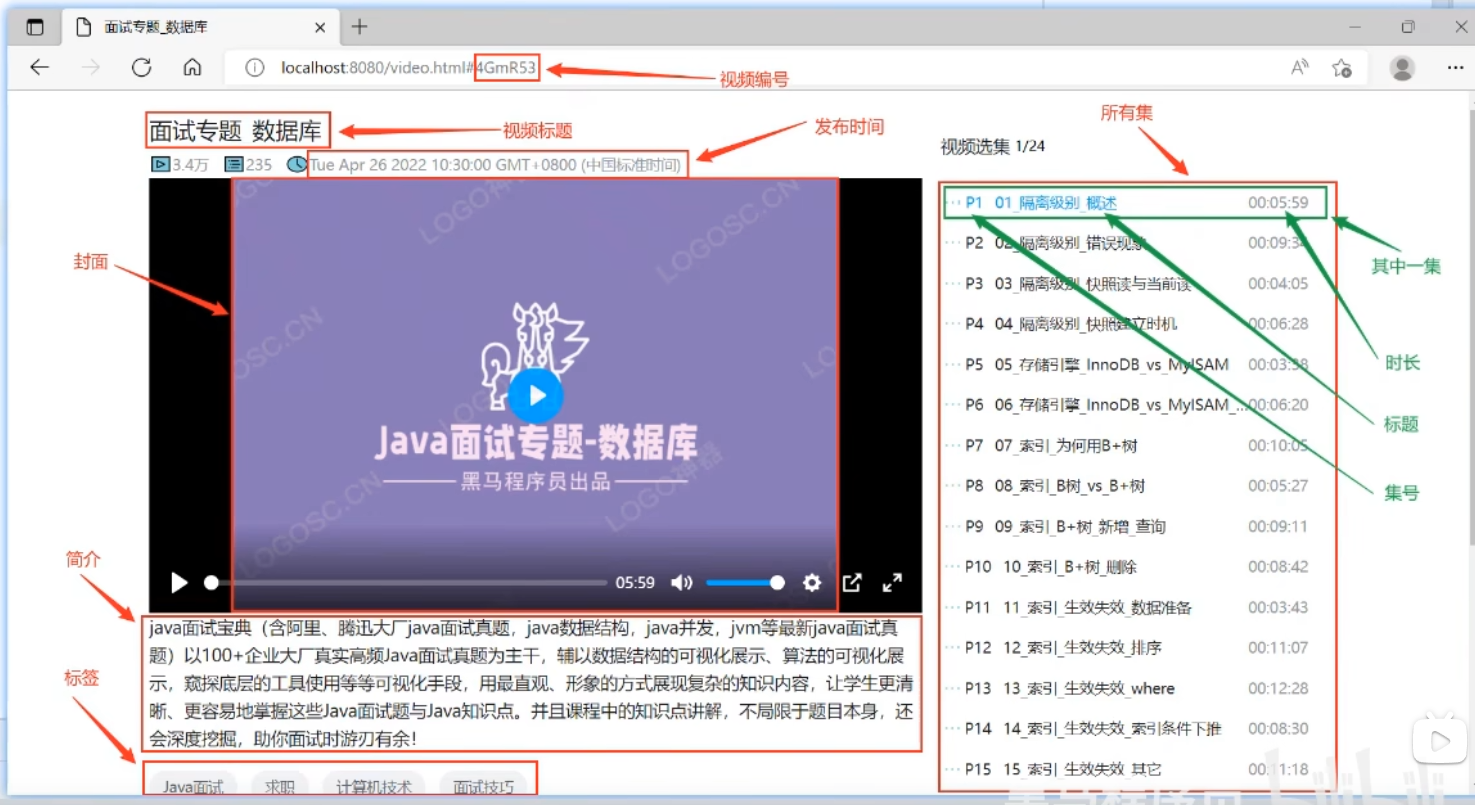 面试专题_数据库
localhost:8080/video.html#4GmR53
视频编号
面试专题 数据库
视频标题
发布时间
所有集
视频选集 1/24
3.4万 235 Tue Apr 26 2022 10:30:00 GMT+0800 (中国标准时间)
LOGOSC.CN
LOGOSC.CN
封面
Java面试专题-数据库
黑马程序员出品
LOGO神器
LOGOSC.CN
05:59
P1 01_隔离级别_概述 00:05:59
P2 02_隔离级别_错误现象 00:09:34
P3 03_隔离级别_快照读与当前读 00:04:05
P4 04_隔离级别_快照建立时机 00:06:28
P5 05_存储引擎_InnoDB_vs_MyISAM 00:03:38
P6 06_存储引擎_InnoDB_vs_MyISAM_... 00:06:20
P7 07_索引_为何用B+树 00:10:05
P8 08_索引_B树_vs_B+树 00:05:27
P9 09_索引_B+树_新增_查询 00:09:11
P10 10_索引_B+树_删除 00:08:42
P11 11_索引_生效失效_数据准备 00:03:43
P12 12_索引_生效失效_排序 00:11:07
P13 13_索引_生效失效_where 00:12:28
P14 14_索引_生效失效_索引条件下推 00:08:30
P15 15_索引_生效失效_其它 00:11:18
其中一集
时长
标题
集号
简介
java面试宝典（含阿里、腾迅大厂java面试真题，java数据结构，java并发，jvm等最新java面试真
题）以100+企业大厂真实高频Java面试真题为主干，辅以数据结构的可视化展示、算法的可视化展
示，窥探底层的工具使用等等可视化手段，用最直观、形象的方式展现复杂的知识内容，让学生更清
晰、更容易地掌握这些Java面试题与Java知识点。并且课程中的知识点讲解，不局限于题目本身，还
会深度挖掘，助你面试时游刃有余！
标签
Java面试 求职 计算机技术 面试技巧